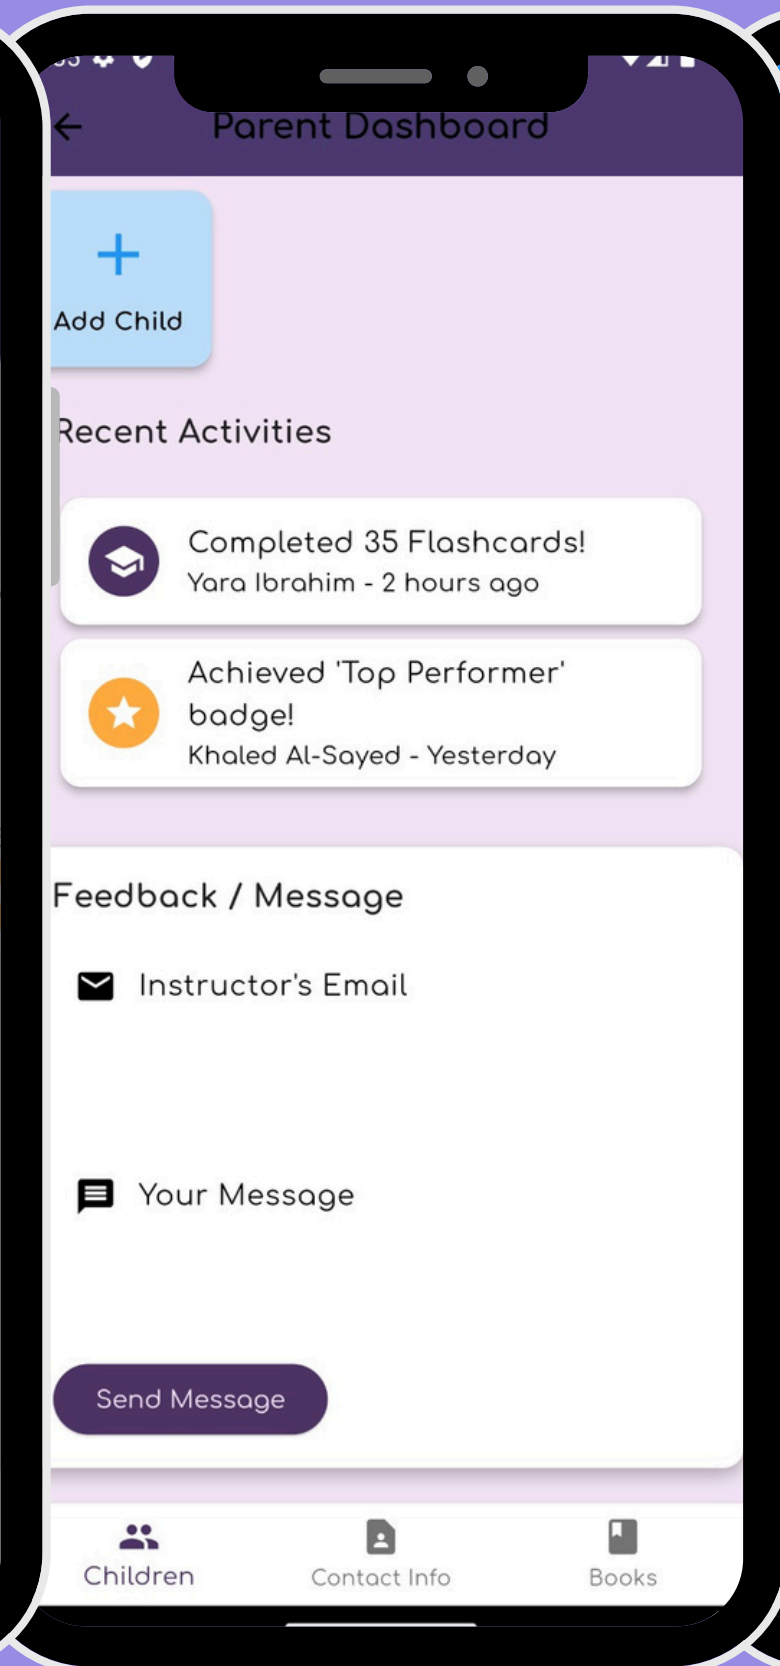 Parent Dashboard
Add Child
Recent Activities
Completed 35 Flashcards!
Yara Ibrahim - 2 hours ago
Achieved 'Top Performer'
badge!
Khaled Al-Sayed - Yesterday
Feedback / Message
Instructor's Email
Your Message
Send Message
Children
Contact Info
Books